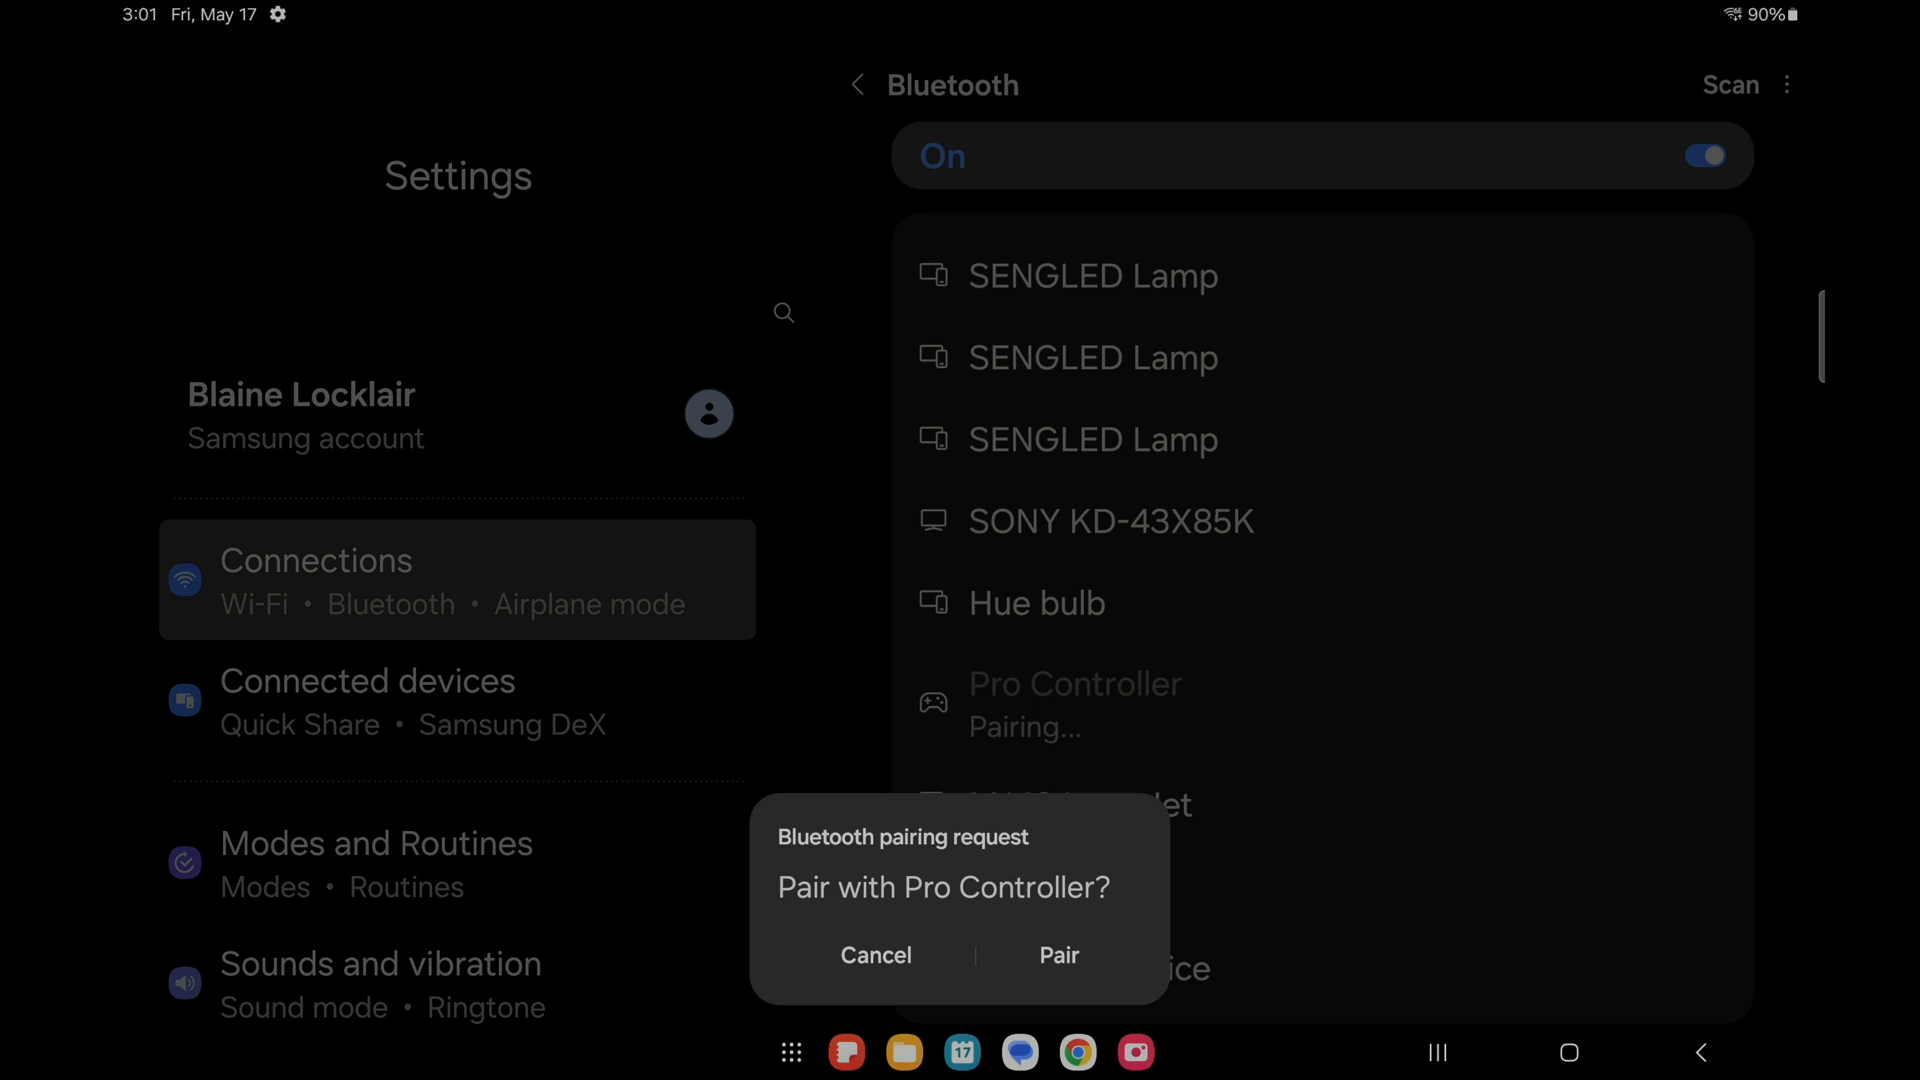 3:01 Fri, May 17
90%
Bluetooth
Scan
On
Settings
SENGLED Lamp
SENGLED Lamp
SENGLED Lamp
SONY KD-43X85K
Hue bulb
Pro Controller
Pairing...
et
ice
Blaine Locklair
Samsung account
Connections
Wi-Fi • Bluetooth • Airplane mode
Connected devices
Quick Share • Samsung DeX
Modes and Routines
Modes • Routines
Sounds and vibration
Sound mode • Ringtone
Bluetooth pairing request
Pair with Pro Controller?
Cancel
Pair
17